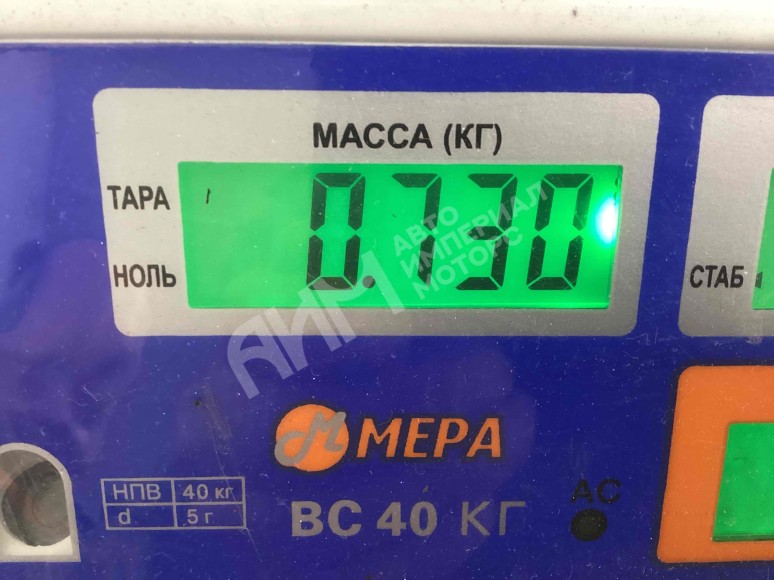 МАССА (КГ)
ТАРА
0.730
НОЛЬ
СТАБ
АИМ АВТО
ИМПЕРИАЛ
МОТОРС
М МЕРА
НПВ 40 кг
d 5 г
ВС 40 КГ
АС